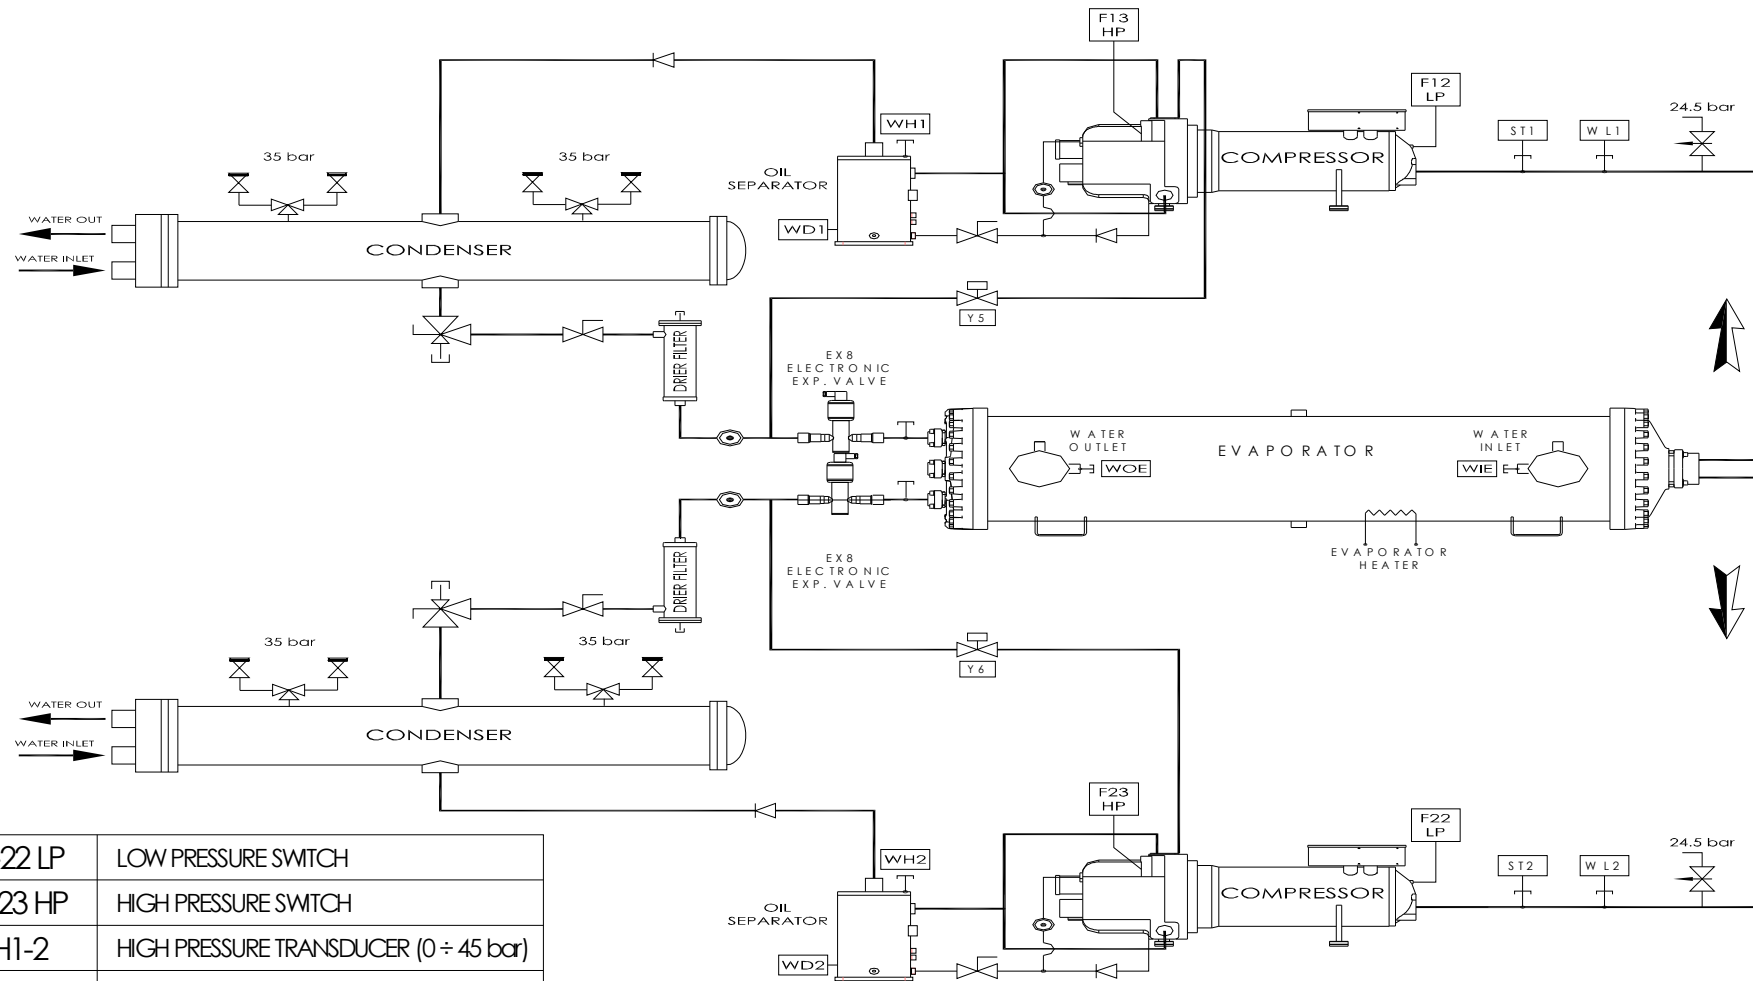 F13
HP
F12
LP
24.5 bar
WH1
ST1
W L1
35 bar
35 bar
OIL
SEPARATOR
COMPRESSOR
WATER OUT
WD1
CONDENSER
WATER INLET
Y5
DRIER FILTER
EX8
ELECTRONIC
EXP. VALVE
WATER
OUTLET
WOE
EVAPORATOR
WATER
INLET
WIE
EVAPORATOR
HEATER
EX8
ELECTRONIC
EXP. VALVE
DRIER FILTER
35 bar
35 bar
Y6
WATER OUT
CONDENSER
WATER INLET
F23
HP
F22
LP
24.5 bar
WH2
ST2
W L2
OIL
SEPARATOR
COMPRESSOR
WD2
22 LP LOW PRESSURE SWITCH
23 HP HIGH PRESSURE SWITCH
H1-2 HIGH PRESSURE TRANSDUCER (0 ÷ 45 bar)